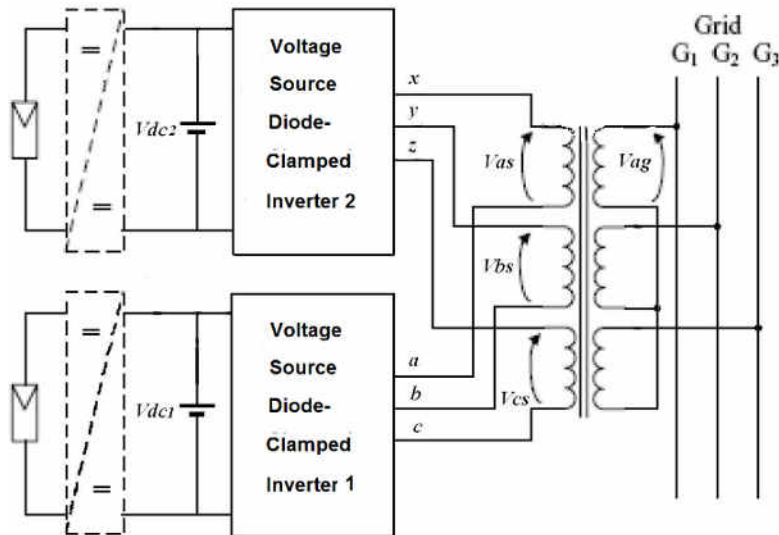 Vdc2
Voltage
Source
Diode-
Clamped
Inverter 2
x
y
z
Vas
Vbs
Vcs
Vag
Grid
G1 G2 G3
Vdc1
Voltage
Source
Diode-
Clamped
Inverter 1
a
b
c